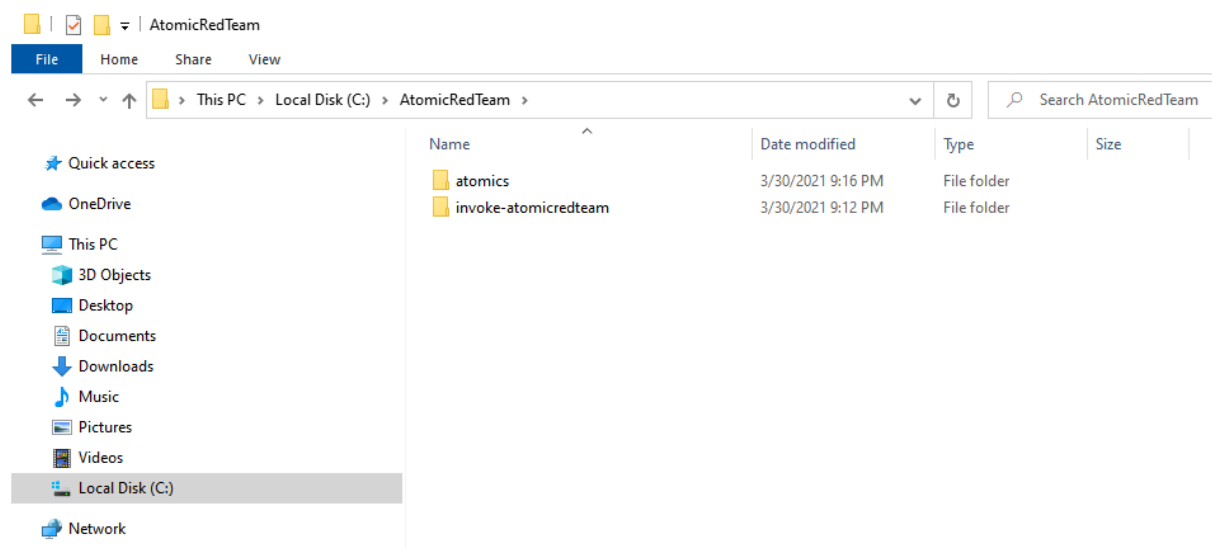 AtomicRedTeam
File Home Share View
This PC Local Disk (C:) AtomicRedTeam Search AtomicRedTeam
Name Date modified Type Size
Quick access
OneDrive
This PC
3D Objects
Desktop
Documents
Downloads
Music
Pictures
Videos
Local Disk (C:)
Network
atomics 3/30/2021 9:16 PM File folder
invoke-atomicredteam 3/30/2021 9:12 PM File folder